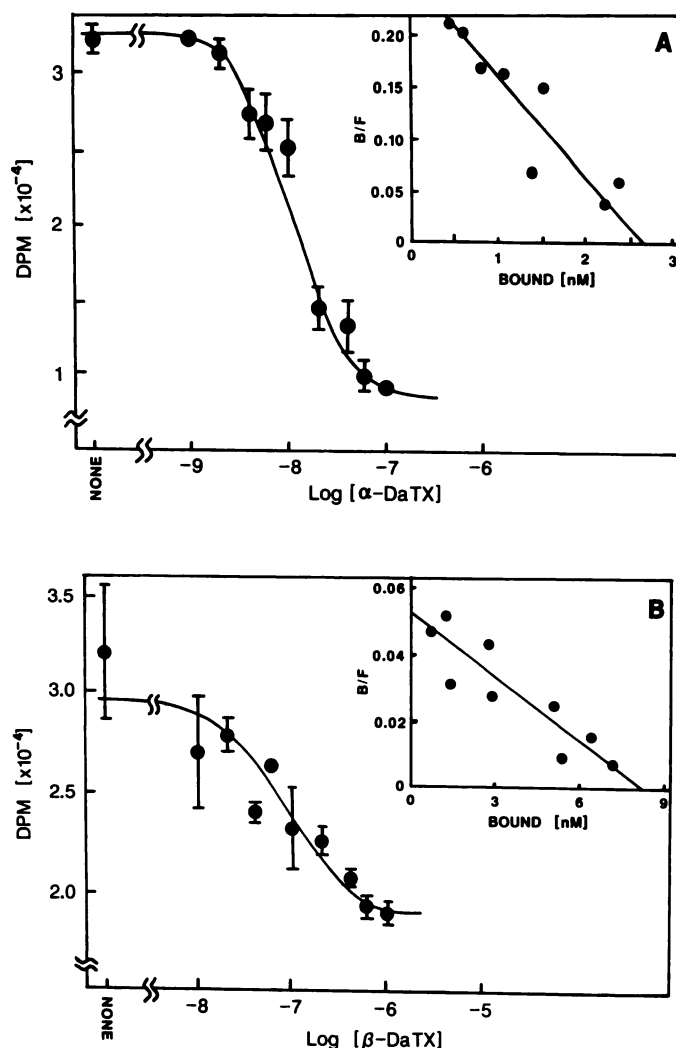 A
DPM [x10⁻⁴]
3
2
1
NONE
-9
-8
-7
-6
Log [α-DaTX]
B/F
0.20
0.15
0.10
0.05
0
0
1
2
3
BOUND [nM]
B
DPM [x10⁻⁴]
3.5
3.0
2.5
2.0
NONE
-8
-7
-6
-5
Log [β-DaTX]
B/F
0.06
0.04
0.02
0
0
3
6
9
BOUND [nM]